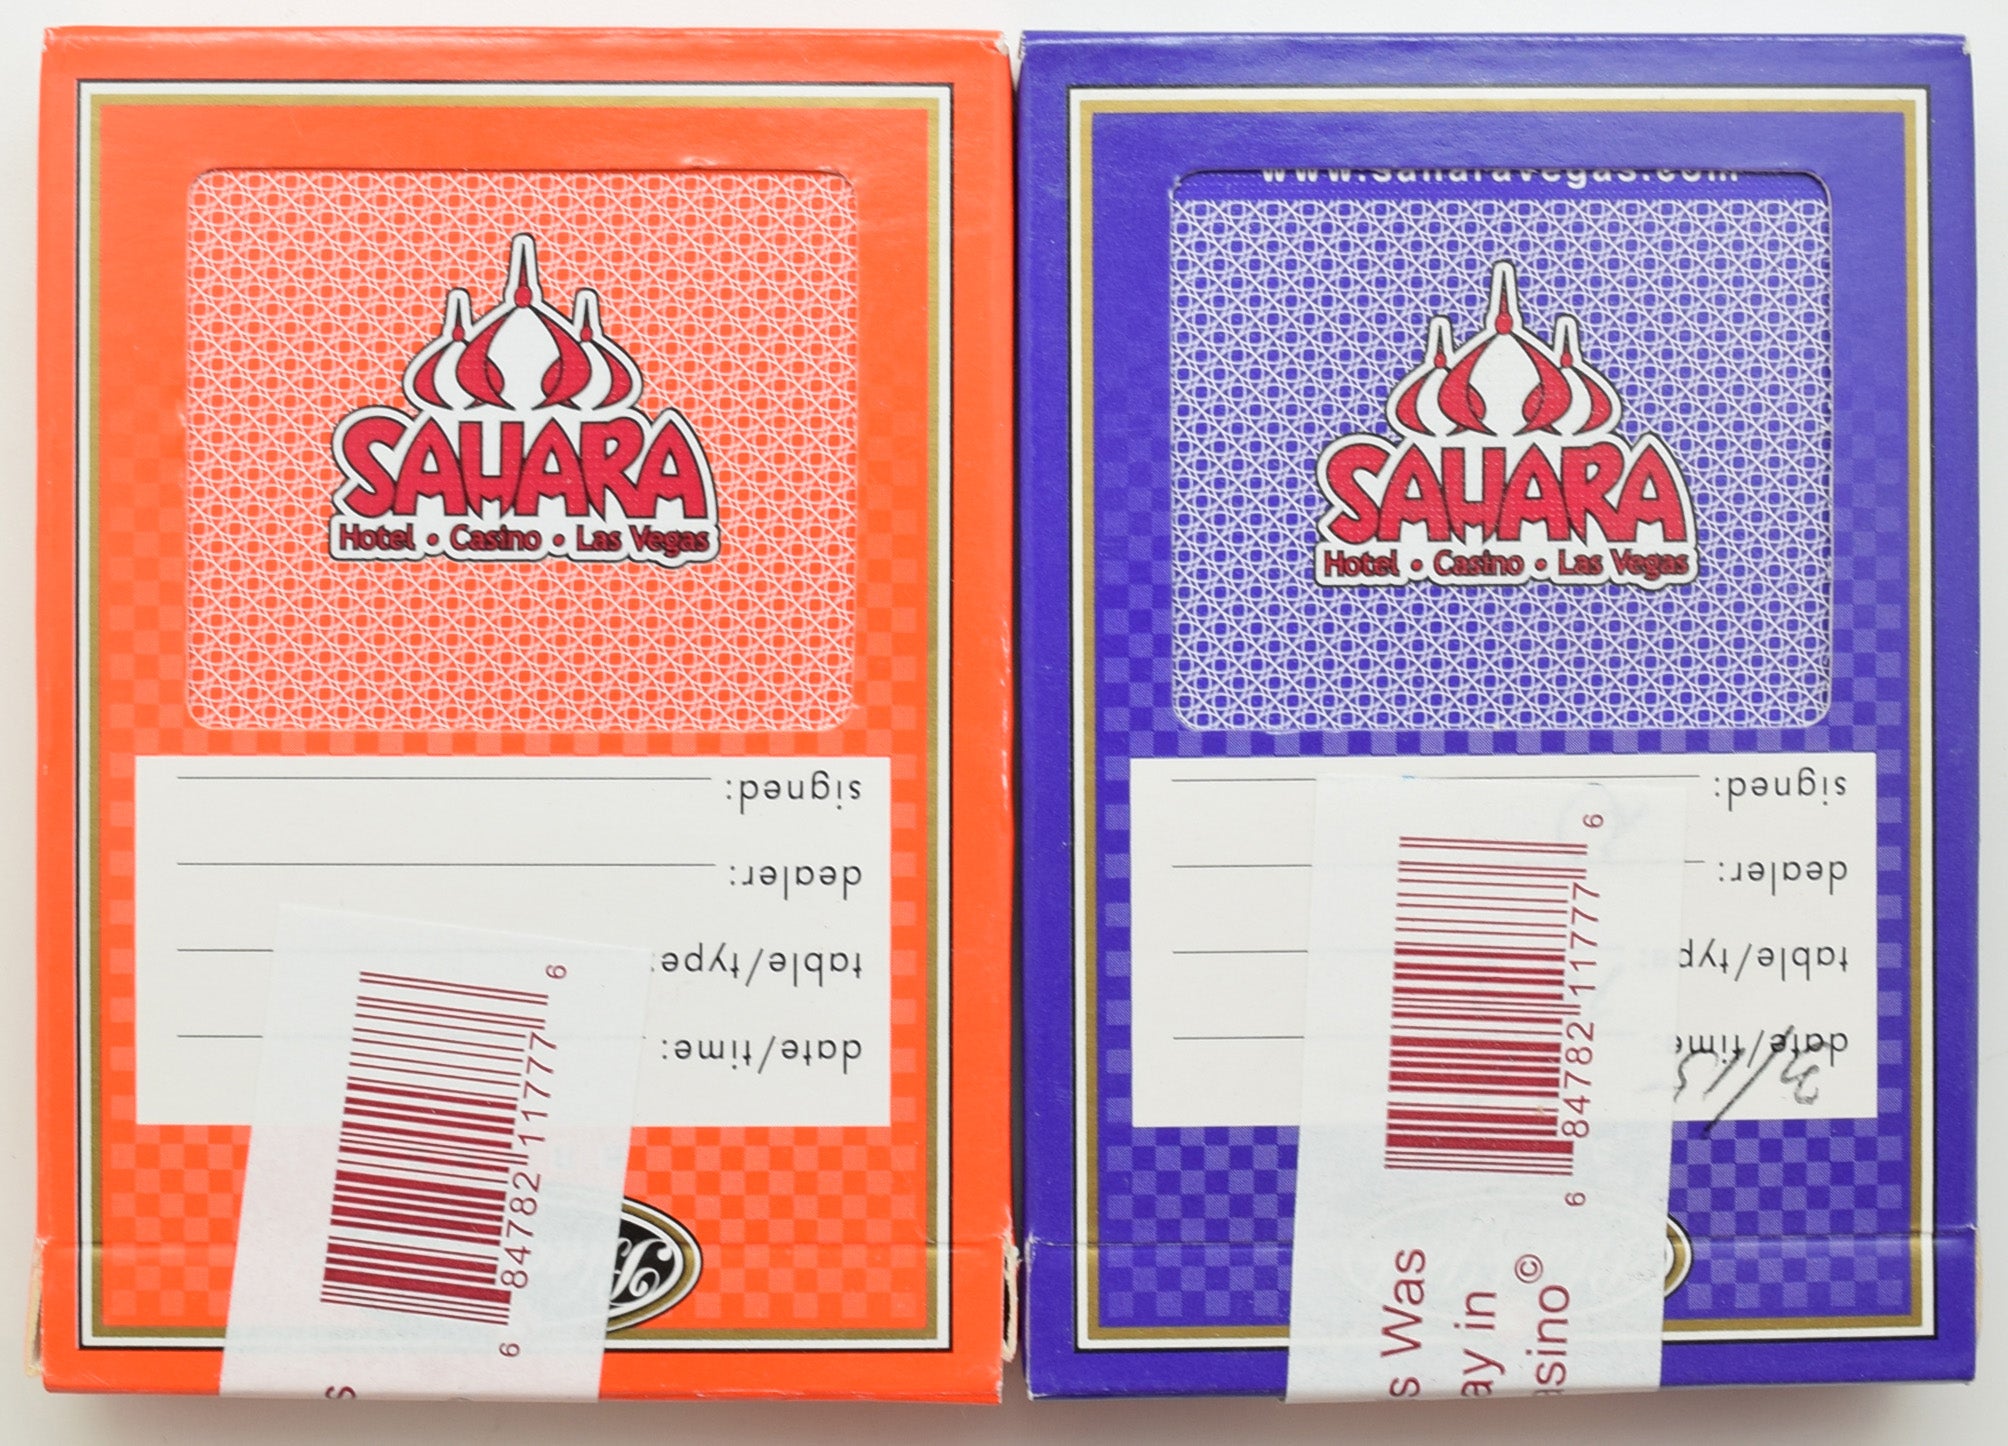 SAHARA
Hotel • Casino • Las Vegas
signed:
dealer:
table/type:
date/time:
6 84782 11777 6
s
www.saharavegas.com
SAHARA
Hotel • Casino • Las Vegas
signed:
dealer:
table/typ
date/time
6 84782 11777 6
s Was
ay in
asino©